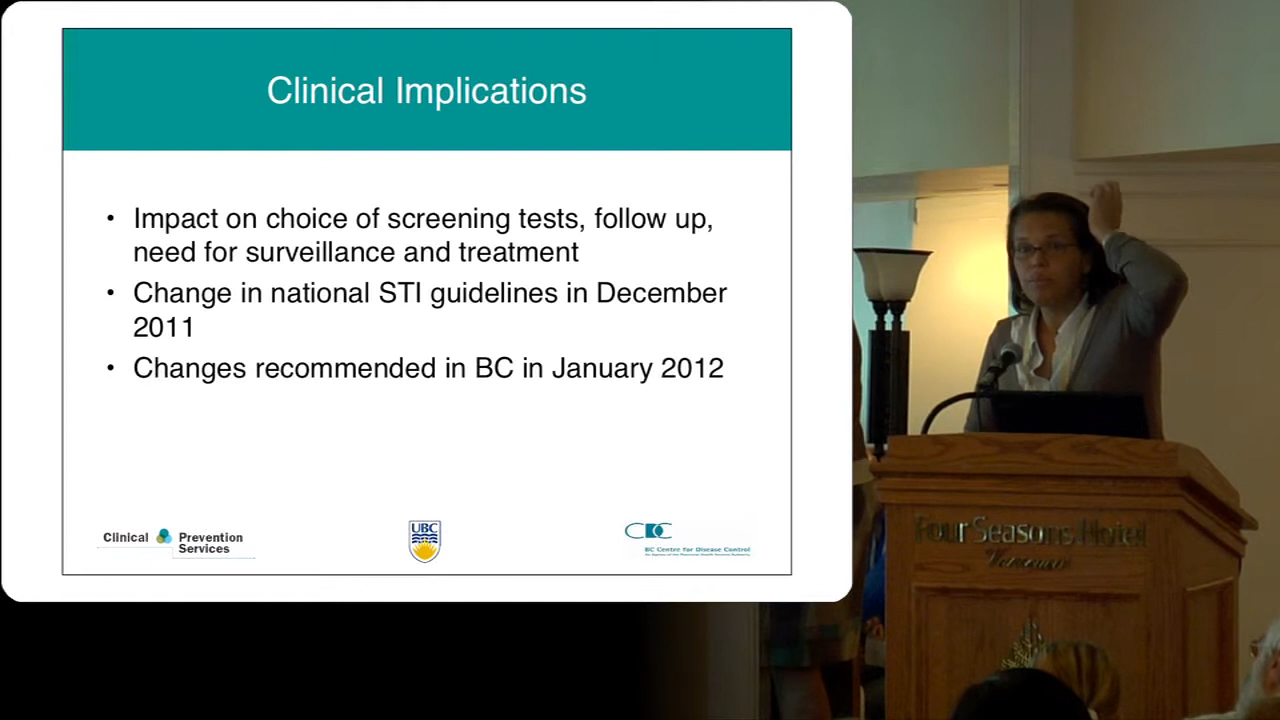 Clinical Implications
• Impact on choice of screening tests, follow up,
need for surveillance and treatment
• Change in national STI guidelines in December
2011
• Changes recommended in BC in January 2012
Clinical Prevention
Services
UBC
CDC
BC Centre for Disease Control
Four Seasons Hotel
Vancouver